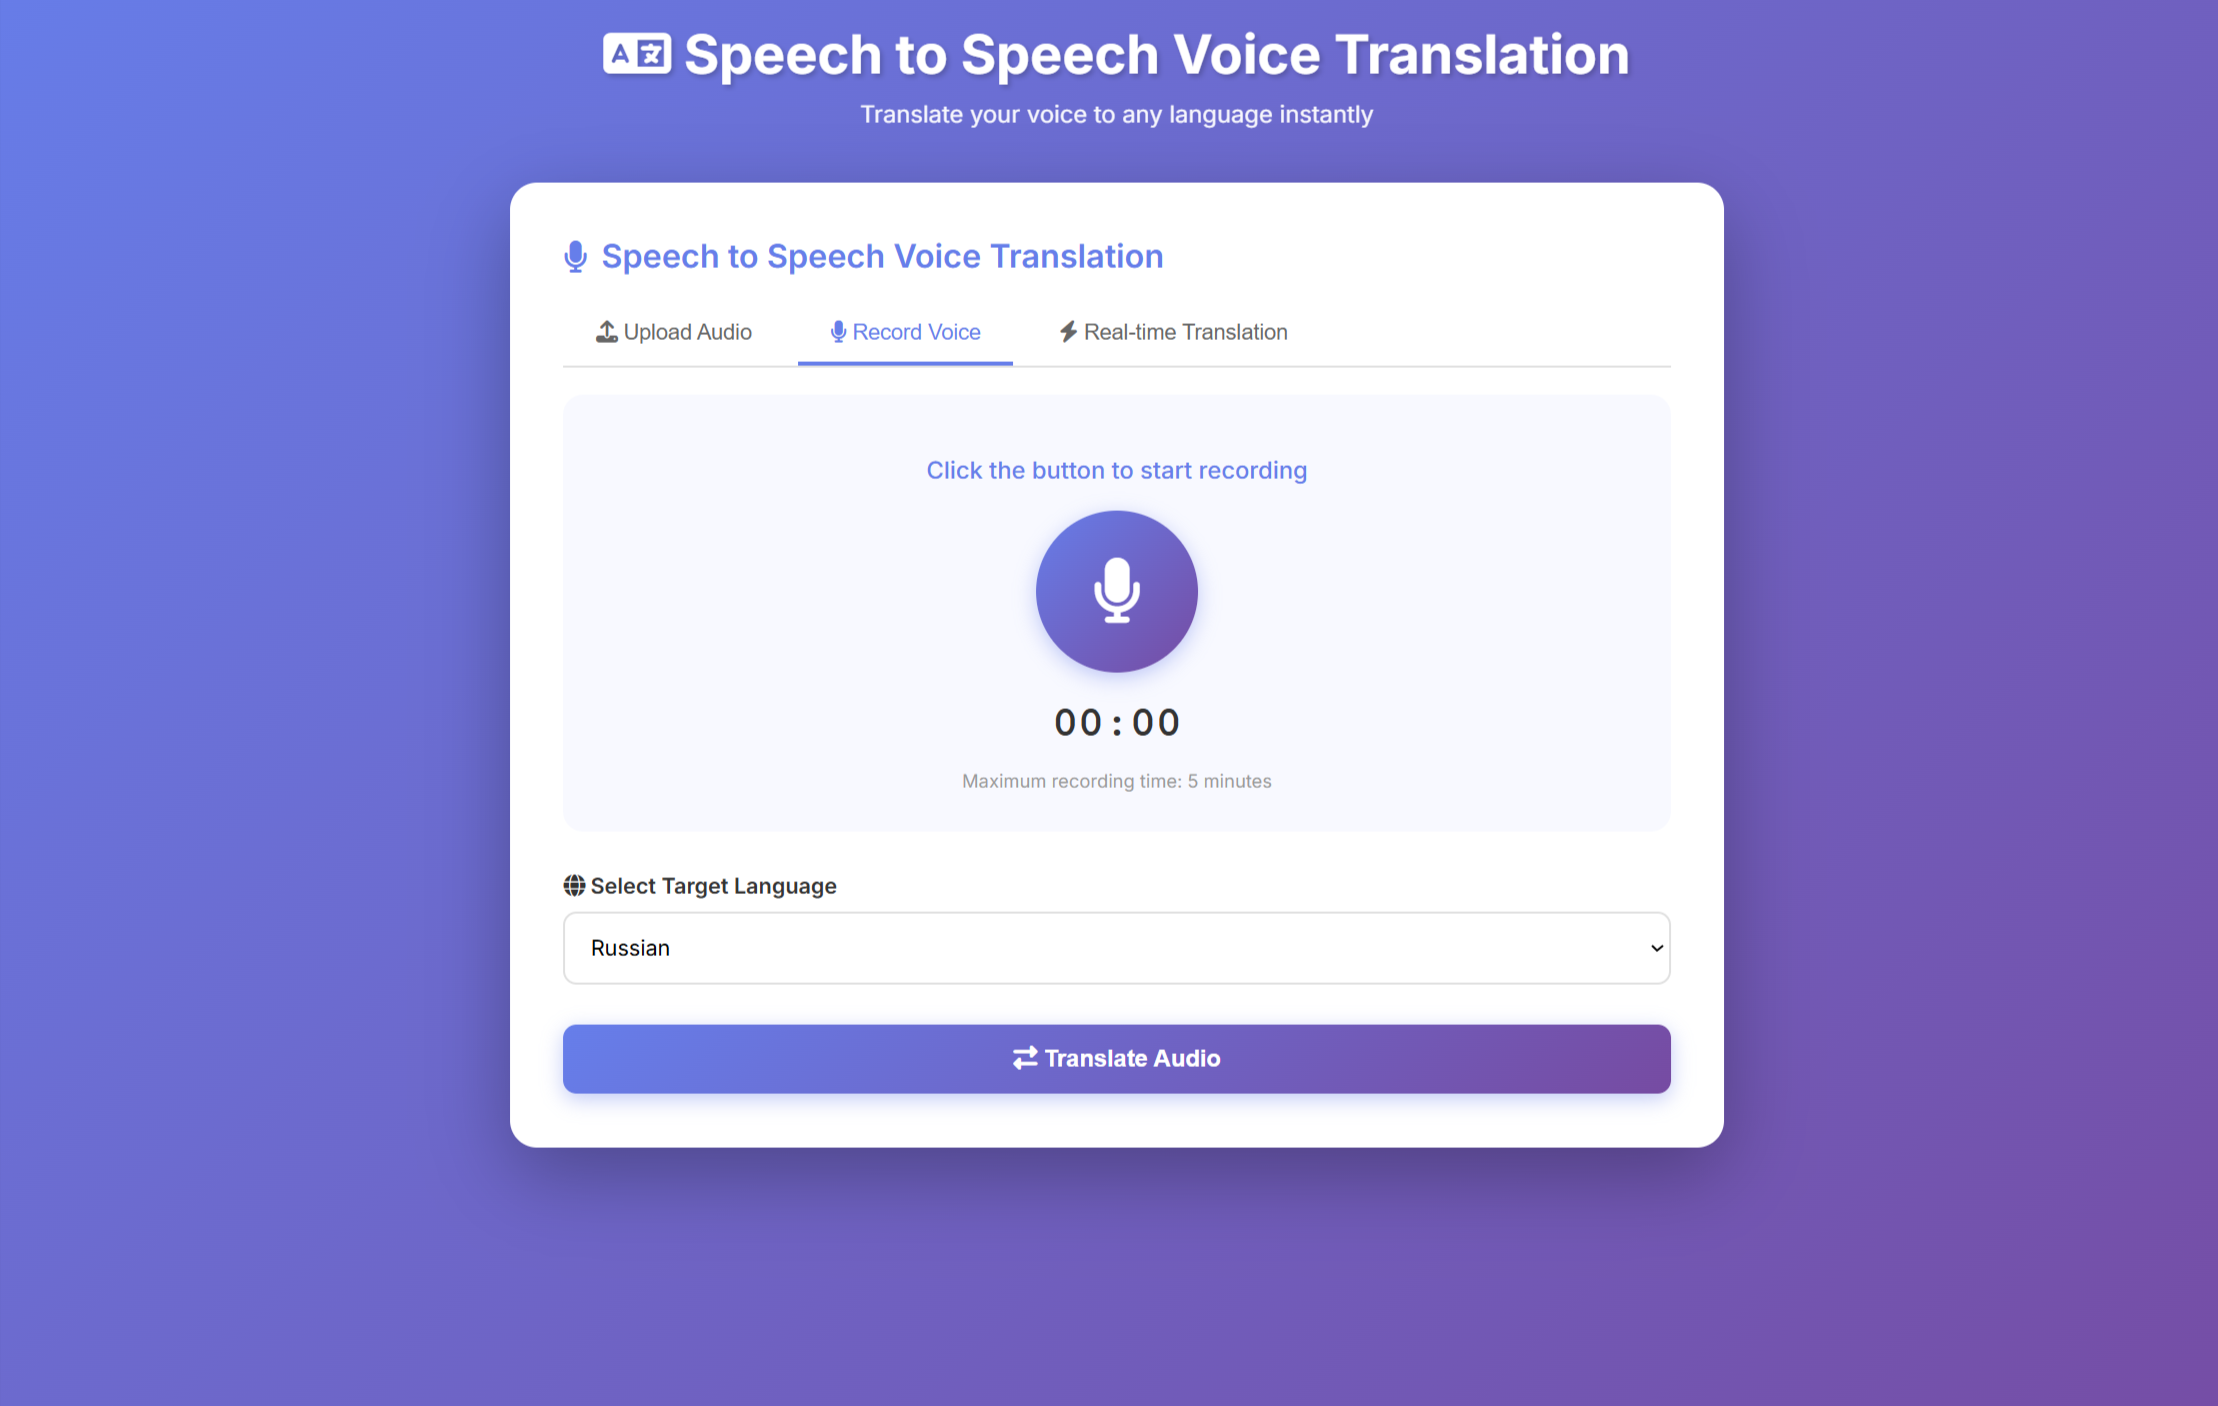 Speech to Speech Voice Translation
Translate your voice to any language instantly
Speech to Speech Voice Translation
Upload Audio
Record Voice
Real-time Translation
Click the button to start recording
00:00
Maximum recording time: 5 minutes
Select Target Language
Russian
Translate Audio